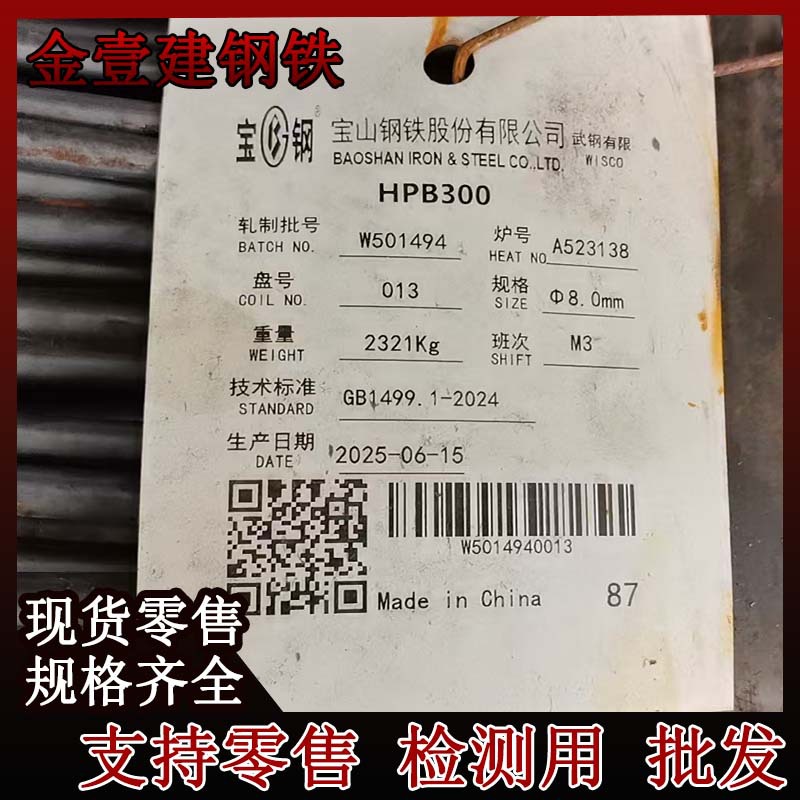 金壹建钢铁
宝钢® 宝山钢铁股份有限公司 武钢有限
BAOSHAN IRON & STEEL CO.,LTD. WISCO
HPB300
轧制批号 W501494 炉号 A523138
BATCH NO. HEAT NO.
盘号 013 规格 Φ8.0mm
COIL NO. SIZE
重量 2321Kg 班次 M3
WEIGHT SHIFT
技术标准 GB1499.1-2024
STANDARD
生产日期 2025-06-15
DATE
W5014940013
Made in China 87
现货零售
规格齐全
支持零售 检测用 批发